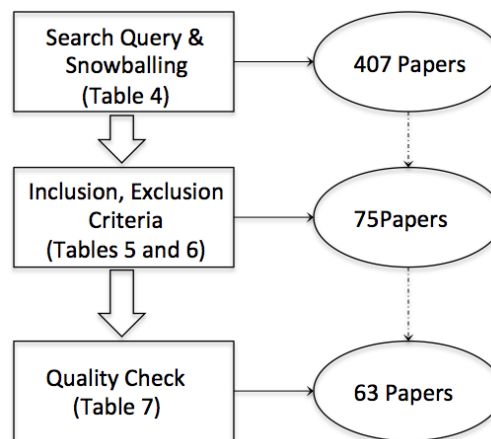 Search Query &
Snowballing
(Table 4)
407 Papers
Inclusion, Exclusion
Criteria
(Tables 5 and 6)
75Papers
Quality Check
(Table 7)
63 Papers